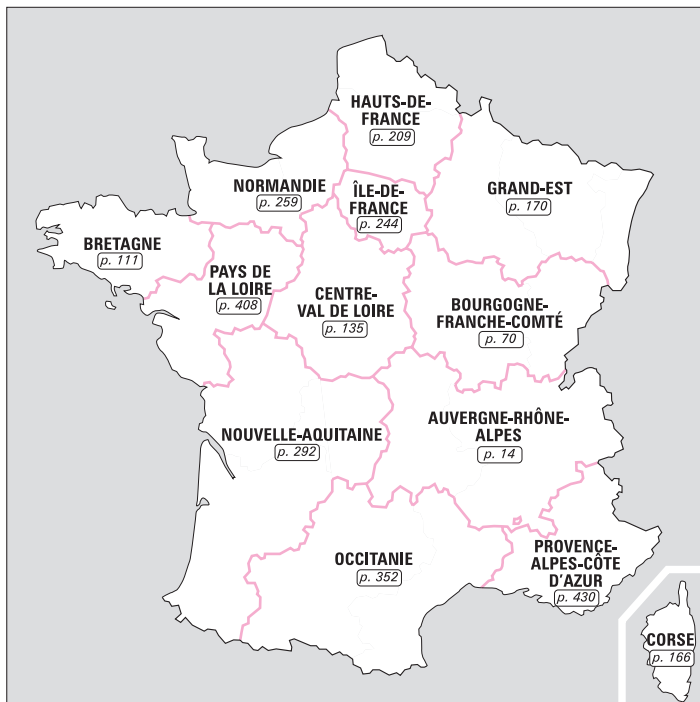 HAUTS-DE-
FRANCE
p. 209
NORMANDIE
p. 259
ÎLE-DE-
FRANCE
p. 244
GRAND-EST
p. 170
BRETAGNE
p. 111
PAYS DE
LA LOIRE
p. 408
CENTRE-
VAL DE LOIRE
p. 135
BOURGOGNE-
FRANCHE-COMTÉ
p. 70
NOUVELLE-AQUITAINE
p. 292
AUVERGNE-RHÔNE-
ALPES
p. 14
OCCITANIE
p. 352
PROVENCE-
ALPES-CÔTE
D'AZUR
p. 430
CORSE
p. 166